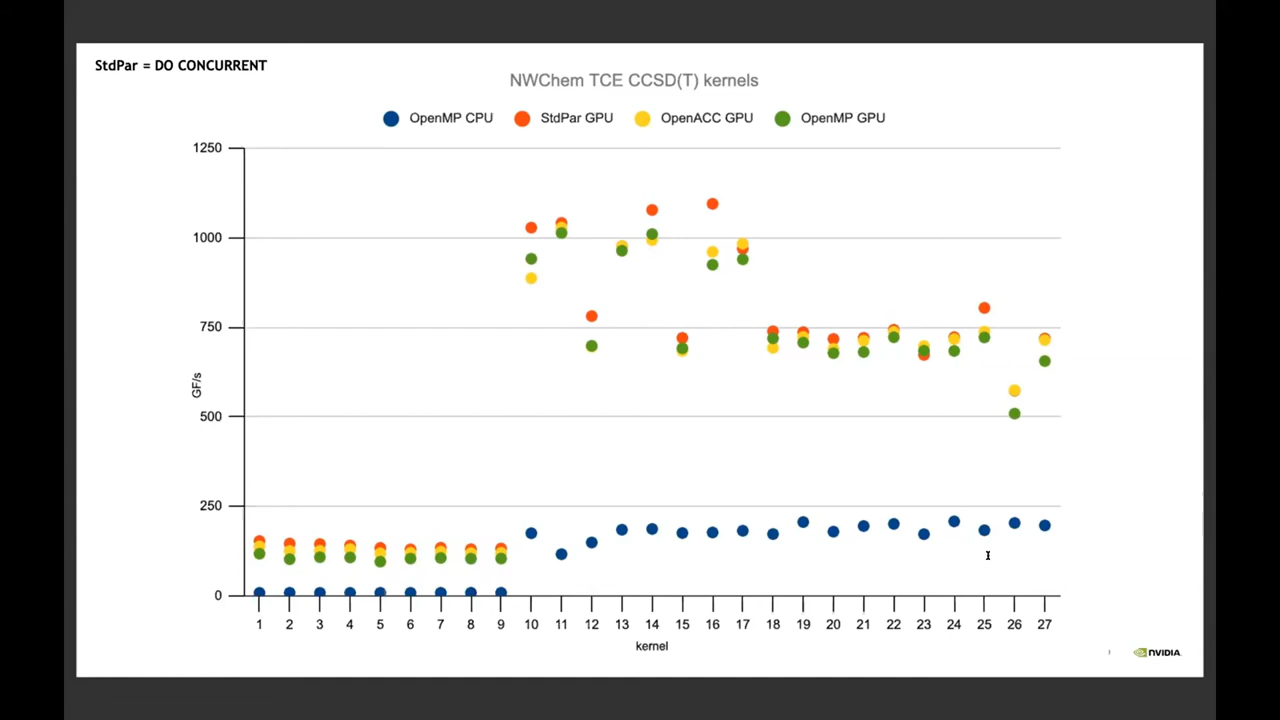 StdPar = DO CONCURRENT
NWChem TCE CCSD(T) kernels
OpenMP CPU StdPar GPU OpenACC GPU OpenMP GPU
1250
1000
750
500
250
0
GF/s
1 2 3 4 5 6 7 8 9 10 11 12 13 14 15 16 17 18 19 20 21 22 23 24 25 26 27
kernel
NVIDIA